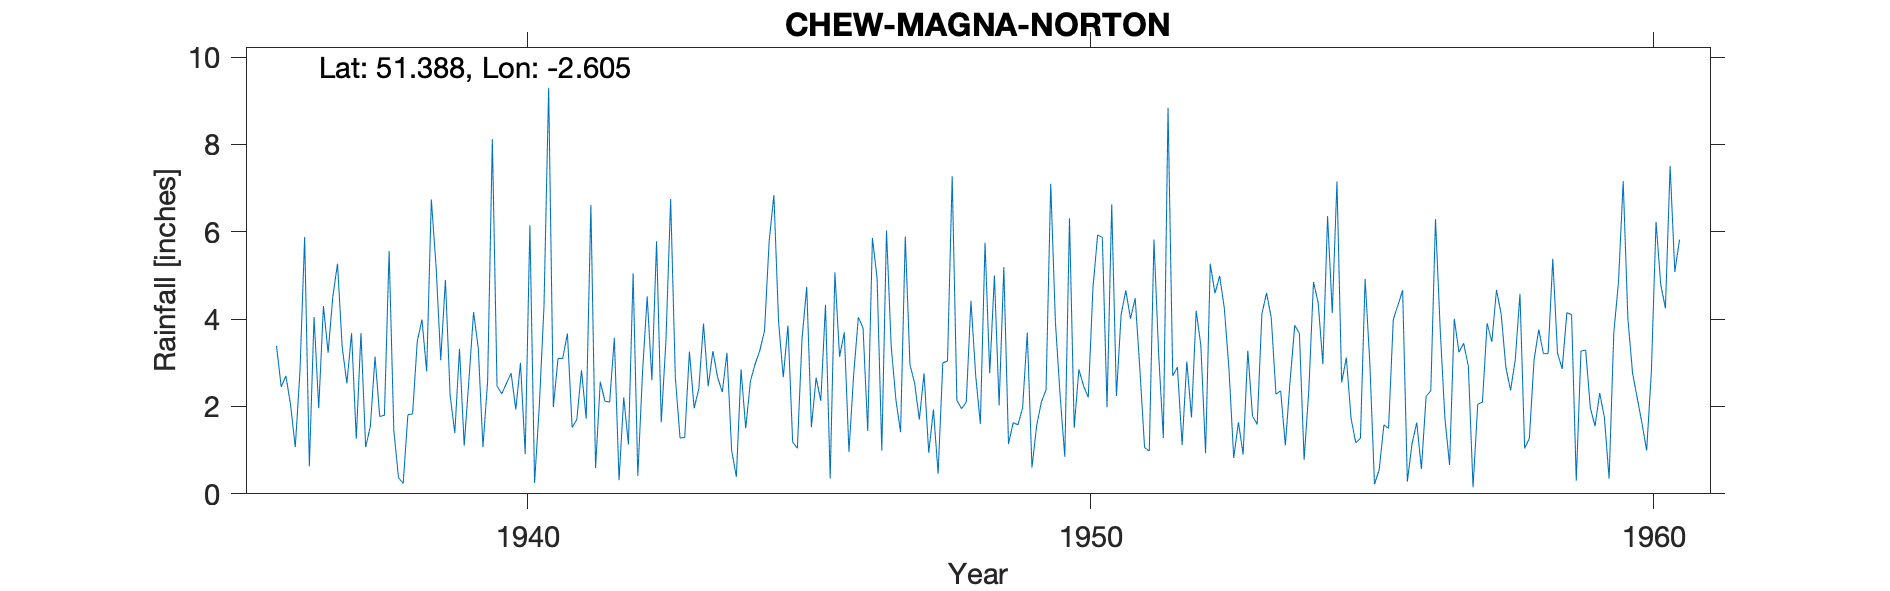 CHEW-MAGNA-NORTON
Lat: 51.388, Lon: -2.605
10
8
6
4
2
0
Rainfall [inches]
1940 1950 1960
Year